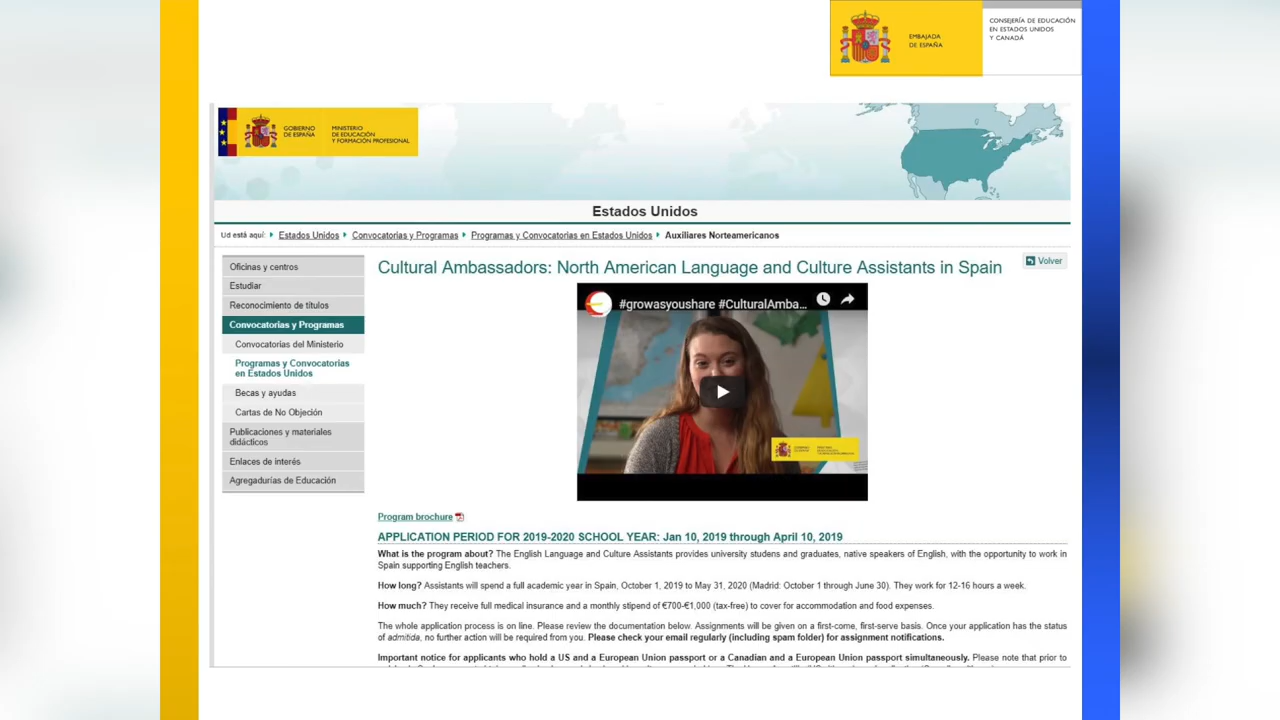 EMBAJADA
DE ESPAÑA
CONSEJERÍA DE EDUCACIÓN
EN ESTADOS UNIDOS
Y CANADÁ
GOBIERNO
DE ESPAÑA
MINISTERIO
DE EDUCACIÓN
Y FORMACIÓN PROFESIONAL
Estados Unidos
Ud está aquí: Estados Unidos Convocatorias y Programas Programas y Convocatorias en Estados Unidos Auxiliares Norteamericanos
Oficinas y centros
Estudiar
Reconocimiento de títulos
Convocatorias y Programas
Convocatorias del Ministerio
Programas y Convocatorias
en Estados Unidos
Becas y ayudas
Cartas de No Objeción
Publicaciones y materiales
didácticos
Enlaces de interés
Agregadurías de Educación
Cultural Ambassadors: North American Language and Culture Assistants in Spain
Volver
#growasyoushare #CulturalAmba...
Program brochure
APPLICATION PERIOD FOR 2019-2020 SCHOOL YEAR: Jan 10, 2019 through April 10, 2019
What is the program about? The English Language and Culture Assistants provides university studens and graduates, native speakers of English, with the opportunity to work in
Spain supporting English teachers.
How long? Assistants will spend a full academic year in Spain, October 1, 2019 to May 31, 2020 (Madrid: October 1 through June 30). They work for 12-16 hours a week.
How much? They receive full medical insurance and a monthly stipend of €700-€1,000 (tax-free) to cover for accommodation and food expenses.
The whole application process is on line. Please review the documentation below. Assignments will be given on a first-come, first-serve basis. Once your application has the status
of admitida, no further action will be required from you. Please check your email regularly (including spam folder) for assignment notifications.
Important notice for applicants who hold a US and a European Union passport or a Canadian and a European Union passport simultaneously. Please note that prior to